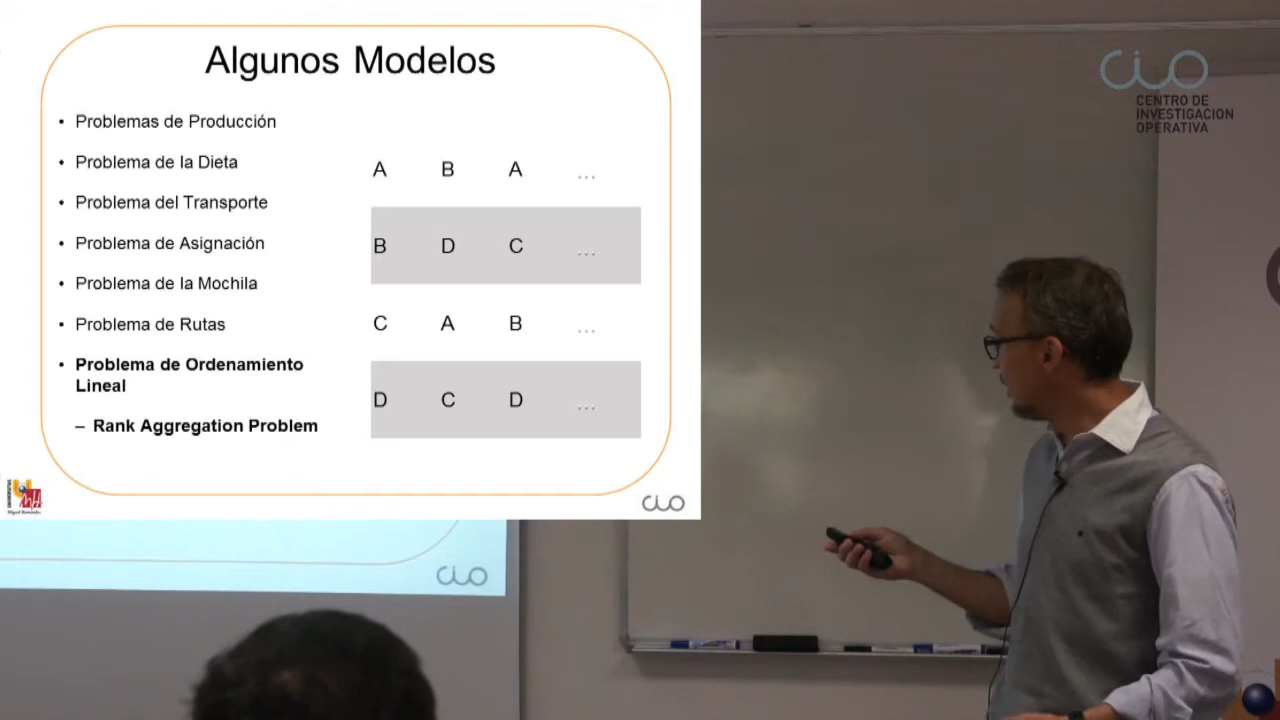 Algunos Modelos
• Problemas de Producción
• Problema de la Dieta
• Problema del Transporte
• Problema de Asignación
• Problema de la Mochila
• Problema de Rutas
• Problema de Ordenamiento
Lineal
– Rank Aggregation Problem
A B A ...
B D C ...
C A B ...
D C D ...
CIO
CIO
CIO
CENTRO DE
INVESTIGACION
OPERATIVA